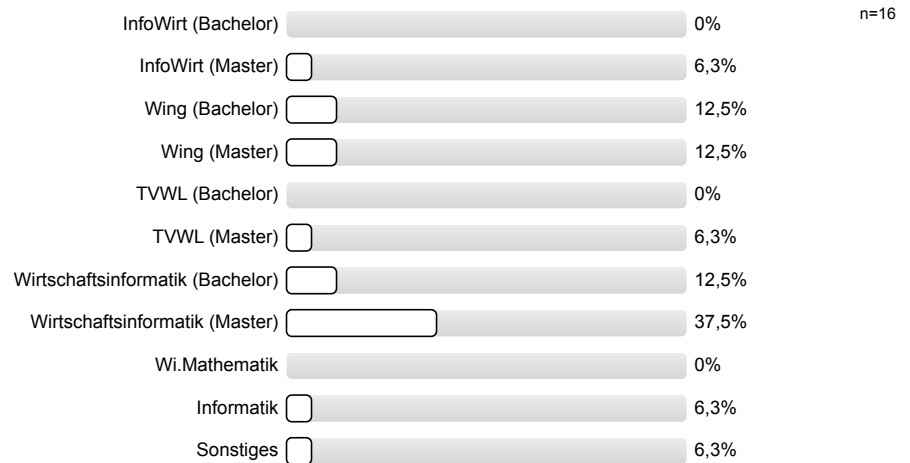 n=16
InfoWirt (Bachelor) 0%
InfoWirt (Master) 6,3%
Wing (Bachelor) 12,5%
Wing (Master) 12,5%
TVWL (Bachelor) 0%
TVWL (Master) 6,3%
Wirtschaftsinformatik (Bachelor) 12,5%
Wirtschaftsinformatik (Master) 37,5%
Wi.Mathematik 0%
Informatik 6,3%
Sonstiges 6,3%